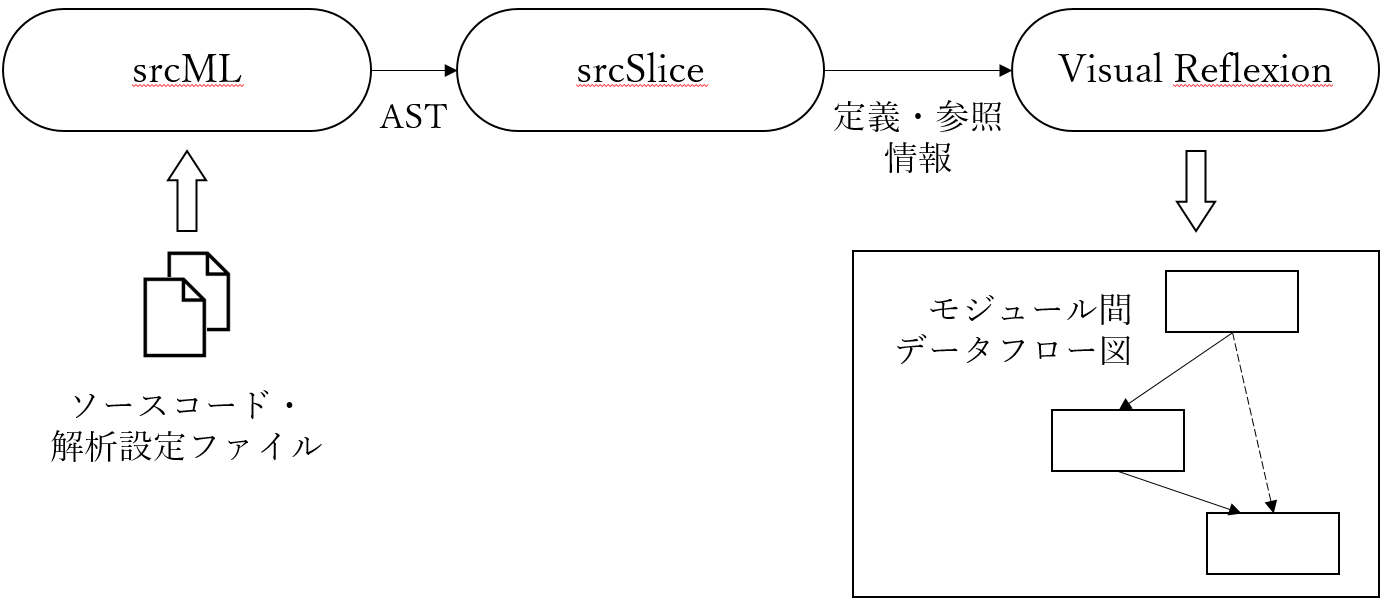 srcML
srcSlice
Visual Reflexion
AST
定義・参照
情報
モジュール間
データフロー図
ソースコード・
解析設定ファイル